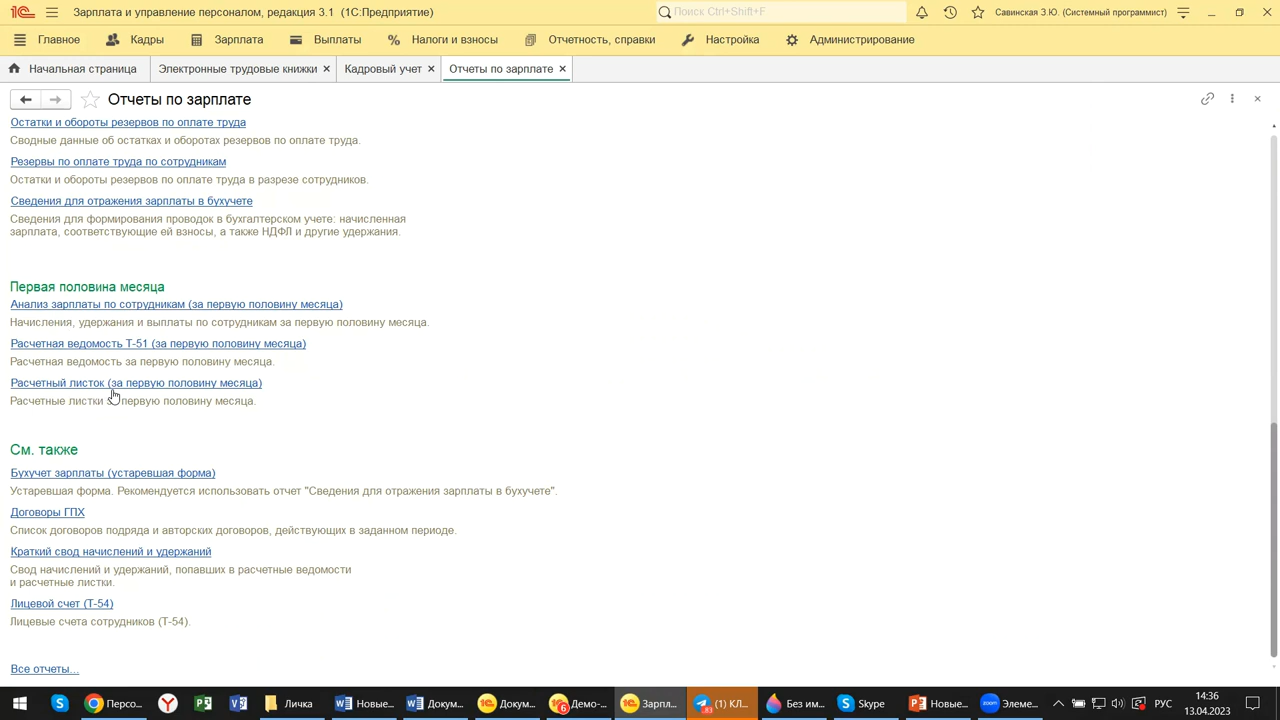 Зарплата и управление персоналом, редакция 3.1 (1С:Предприятие)
Поиск Ctrl+Shift+F
Савинская З.Ю. (Системный программист)
Главное
Кадры
Зарплата
Выплаты
Налоги и взносы
Отчетность, справки
Настройка
Администрирование
Начальная страница
Электронные трудовые книжки
Кадровый учет
Отчеты по зарплате
Отчеты по зарплате
Остатки и обороты резервов по оплате труда
Сводные данные об остатках и оборотах резервов по оплате труда.
Резервы по оплате труда по сотрудникам
Остатки и обороты резервов по оплате труда в разрезе сотрудников.
Сведения для отражения зарплаты в бухучете
Сведения для формирования проводок в бухгалтерском учете: начисленная
зарплата, соответствующие ей взносы, а также НДФЛ и другие удержания.
Первая половина месяца
Анализ зарплаты по сотрудникам (за первую половину месяца)
Начисления, удержания и выплаты по сотрудникам за первую половину месяца.
Расчетная ведомость Т-51 (за первую половину месяца)
Расчетная ведомость за первую половину месяца.
Расчетный листок (за первую половину месяца)
Расчетные листки за первую половину месяца.
См. также
Бухучет зарплаты (устаревшая форма)
Устаревшая форма. Рекомендуется использовать отчет "Сведения для отражения зарплаты в бухучете".
Договоры ГПХ
Список договоров подряда и авторских договоров, действующих в заданном периоде.
Краткий свод начислений и удержаний
Свод начислений и удержаний, попавших в расчетные ведомости
и расчетные листки.
Лицевой счет (Т-54)
Лицевые счета сотрудников (Т-54).
Все отчеты...
Персо...
Личка
Новые...
Докум...
Докум...
Демо-...
6
Зарпл...
(1) КЛ...
83
Без им...
Skype
Новые...
Элеме...
РУС
14:36
13.04.2023